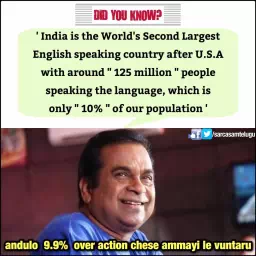 DID YOU KNOW?
' India is the World's Second Largest
English speaking country after U.S.A
with around " 125 million " people
speaking the language, which is
only " 10% " of our population '
/sarcasamtelugu
andulo 9.9% over action chese ammayi le vuntaru